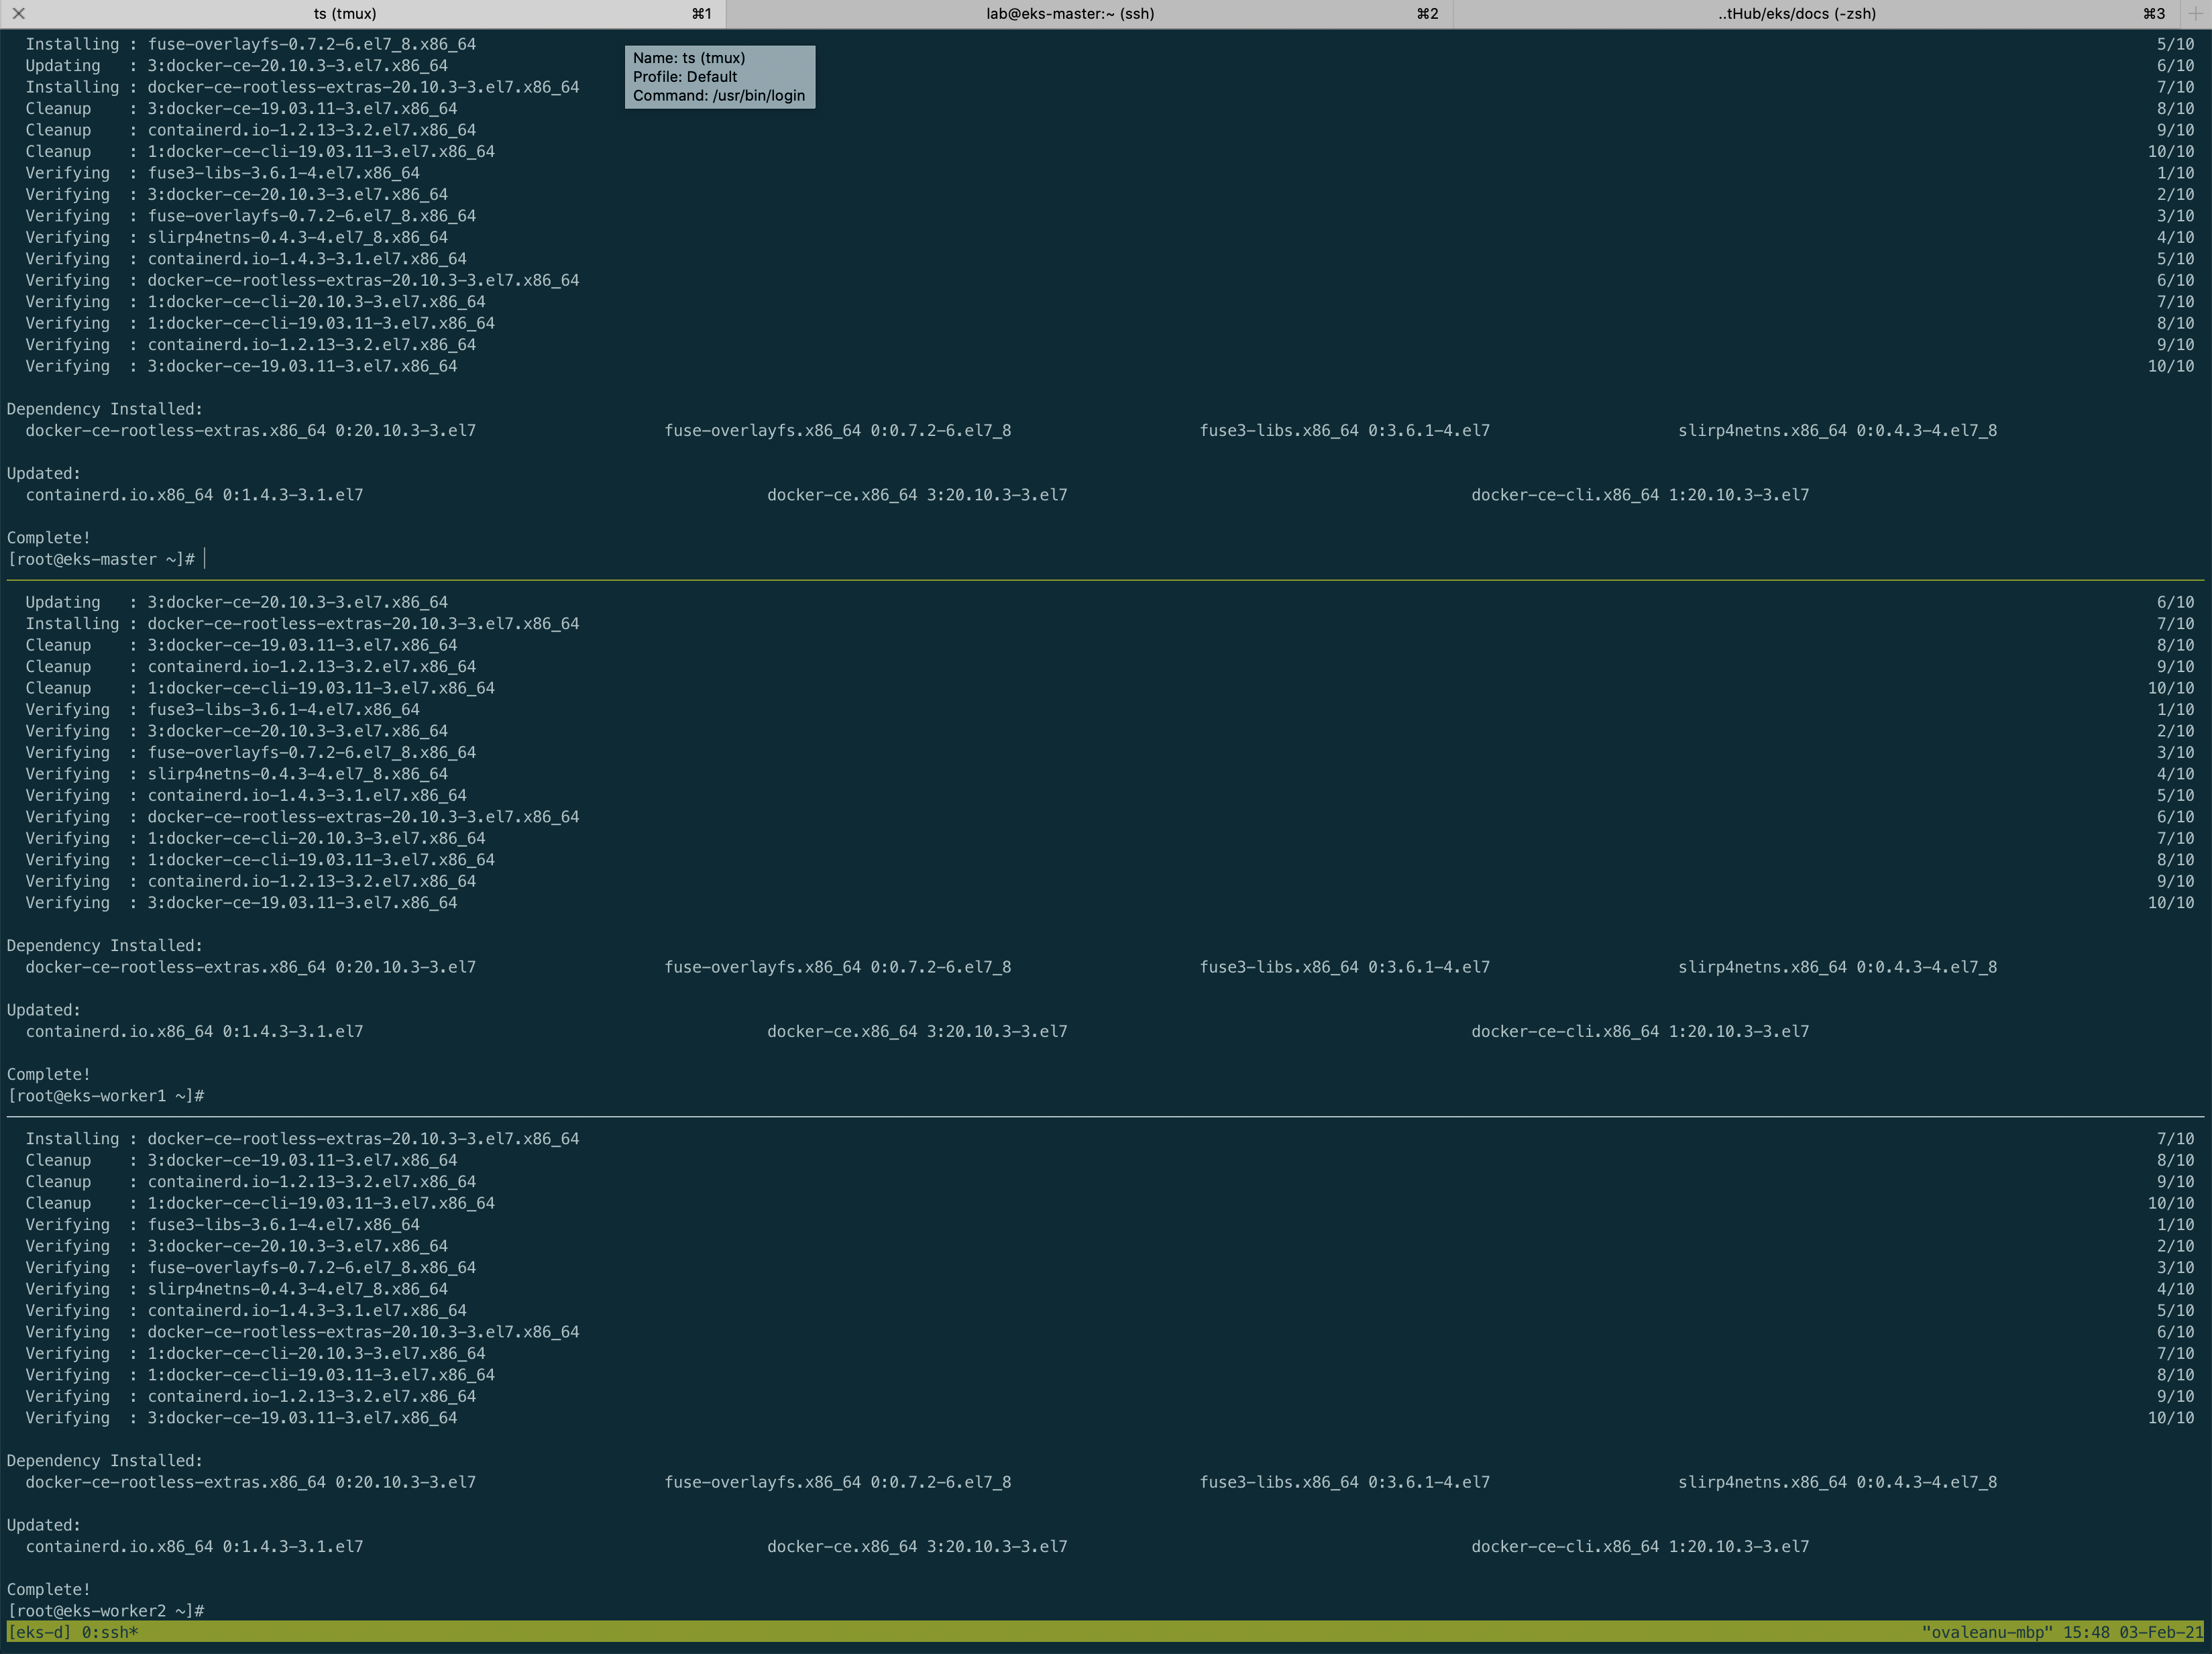 ts (tmux) ⌘1 lab@eks-master:~ (ssh) ⌘2 ..tHub/eks/docs (-zsh) ⌘3
Installing : fuse-overlayfs-0.7.2-6.el7_8.x86_64 5/10
Updating : 3:docker-ce-20.10.3-3.el7.x86_64 6/10
Installing : docker-ce-rootless-extras-20.10.3-3.el7.x86_64 7/10
Cleanup : 3:docker-ce-19.03.11-3.el7.x86_64 8/10
Cleanup : containerd.io-1.2.13-3.2.el7.x86_64 9/10
Cleanup : 1:docker-ce-cli-19.03.11-3.el7.x86_64 10/10
Verifying : fuse3-libs-3.6.1-4.el7.x86_64 1/10
Verifying : 3:docker-ce-20.10.3-3.el7.x86_64 2/10
Verifying : fuse-overlayfs-0.7.2-6.el7_8.x86_64 3/10
Verifying : slirp4netns-0.4.3-4.el7_8.x86_64 4/10
Verifying : containerd.io-1.4.3-3.1.el7.x86_64 5/10
Verifying : docker-ce-rootless-extras-20.10.3-3.el7.x86_64 6/10
Verifying : 1:docker-ce-cli-20.10.3-3.el7.x86_64 7/10
Verifying : 1:docker-ce-cli-19.03.11-3.el7.x86_64 8/10
Verifying : containerd.io-1.2.13-3.2.el7.x86_64 9/10
Verifying : 3:docker-ce-19.03.11-3.el7.x86_64 10/10
Name: ts (tmux)
Profile: Default
Command: /usr/bin/login
Dependency Installed:
docker-ce-rootless-extras.x86_64 0:20.10.3-3.el7 fuse-overlayfs.x86_64 0:0.7.2-6.el7_8 fuse3-libs.x86_64 0:3.6.1-4.el7 slirp4netns.x86_64 0:0.4.3-4.el7_8
Updated:
containerd.io.x86_64 0:1.4.3-3.1.el7 docker-ce.x86_64 3:20.10.3-3.el7 docker-ce-cli.x86_64 1:20.10.3-3.el7
Complete!
[root@eks-master ~]#
Updating : 3:docker-ce-20.10.3-3.el7.x86_64 6/10
Installing : docker-ce-rootless-extras-20.10.3-3.el7.x86_64 7/10
Cleanup : 3:docker-ce-19.03.11-3.el7.x86_64 8/10
Cleanup : containerd.io-1.2.13-3.2.el7.x86_64 9/10
Cleanup : 1:docker-ce-cli-19.03.11-3.el7.x86_64 10/10
Verifying : fuse3-libs-3.6.1-4.el7.x86_64 1/10
Verifying : 3:docker-ce-20.10.3-3.el7.x86_64 2/10
Verifying : fuse-overlayfs-0.7.2-6.el7_8.x86_64 3/10
Verifying : slirp4netns-0.4.3-4.el7_8.x86_64 4/10
Verifying : containerd.io-1.4.3-3.1.el7.x86_64 5/10
Verifying : docker-ce-rootless-extras-20.10.3-3.el7.x86_64 6/10
Verifying : 1:docker-ce-cli-20.10.3-3.el7.x86_64 7/10
Verifying : 1:docker-ce-cli-19.03.11-3.el7.x86_64 8/10
Verifying : containerd.io-1.2.13-3.2.el7.x86_64 9/10
Verifying : 3:docker-ce-19.03.11-3.el7.x86_64 10/10
Dependency Installed:
docker-ce-rootless-extras.x86_64 0:20.10.3-3.el7 fuse-overlayfs.x86_64 0:0.7.2-6.el7_8 fuse3-libs.x86_64 0:3.6.1-4.el7 slirp4netns.x86_64 0:0.4.3-4.el7_8
Updated:
containerd.io.x86_64 0:1.4.3-3.1.el7 docker-ce.x86_64 3:20.10.3-3.el7 docker-ce-cli.x86_64 1:20.10.3-3.el7
Complete!
[root@eks-worker1 ~]#
Installing : docker-ce-rootless-extras-20.10.3-3.el7.x86_64 7/10
Cleanup : 3:docker-ce-19.03.11-3.el7.x86_64 8/10
Cleanup : containerd.io-1.2.13-3.2.el7.x86_64 9/10
Cleanup : 1:docker-ce-cli-19.03.11-3.el7.x86_64 10/10
Verifying : fuse3-libs-3.6.1-4.el7.x86_64 1/10
Verifying : 3:docker-ce-20.10.3-3.el7.x86_64 2/10
Verifying : fuse-overlayfs-0.7.2-6.el7_8.x86_64 3/10
Verifying : slirp4netns-0.4.3-4.el7_8.x86_64 4/10
Verifying : containerd.io-1.4.3-3.1.el7.x86_64 5/10
Verifying : docker-ce-rootless-extras-20.10.3-3.el7.x86_64 6/10
Verifying : 1:docker-ce-cli-20.10.3-3.el7.x86_64 7/10
Verifying : 1:docker-ce-cli-19.03.11-3.el7.x86_64 8/10
Verifying : containerd.io-1.2.13-3.2.el7.x86_64 9/10
Verifying : 3:docker-ce-19.03.11-3.el7.x86_64 10/10
Dependency Installed:
docker-ce-rootless-extras.x86_64 0:20.10.3-3.el7 fuse-overlayfs.x86_64 0:0.7.2-6.el7_8 fuse3-libs.x86_64 0:3.6.1-4.el7 slirp4netns.x86_64 0:0.4.3-4.el7_8
Updated:
containerd.io.x86_64 0:1.4.3-3.1.el7 docker-ce.x86_64 3:20.10.3-3.el7 docker-ce-cli.x86_64 1:20.10.3-3.el7
Complete!
[root@eks-worker2 ~]#
[eks-d] 0:ssh* "ovaleanu-mbp" 15:48 03-Feb-21